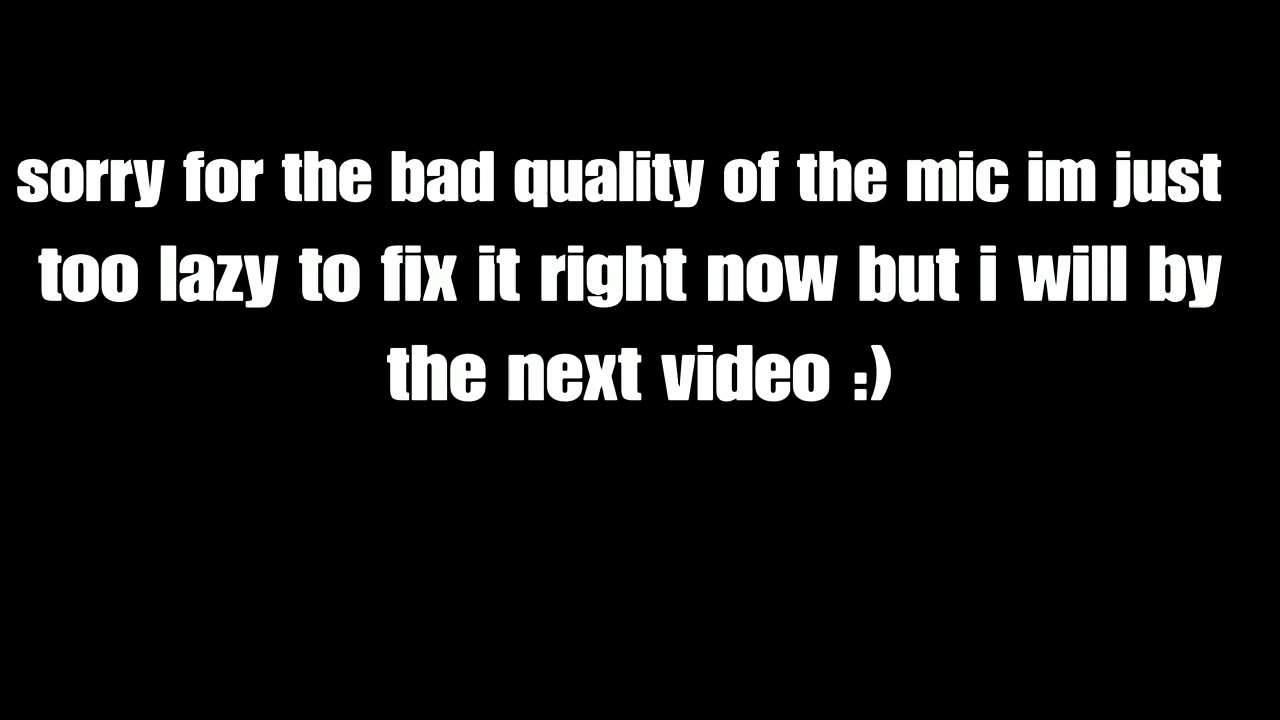 sorry for the bad quality of the mic im just
too lazy to fix it right now but i will by
the next video :)